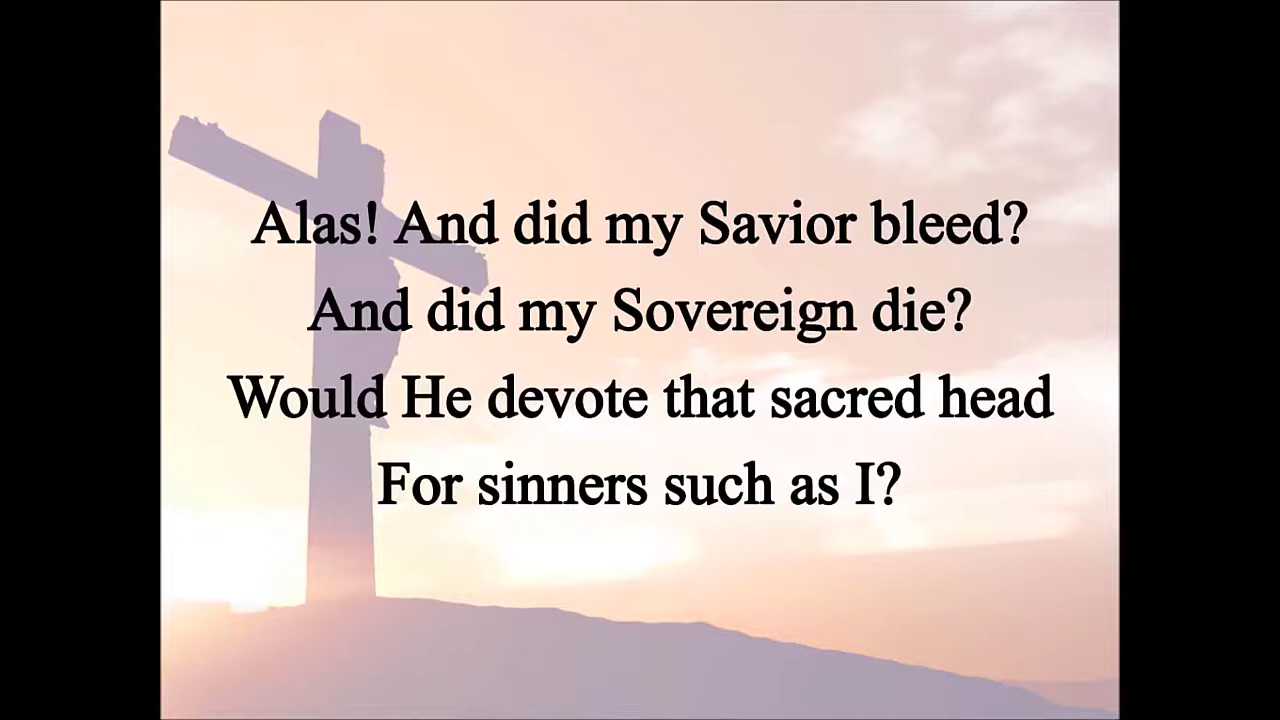 Alas! And did my Savior bleed?
And did my Sovereign die?
Would He devote that sacred head
For sinners such as I?